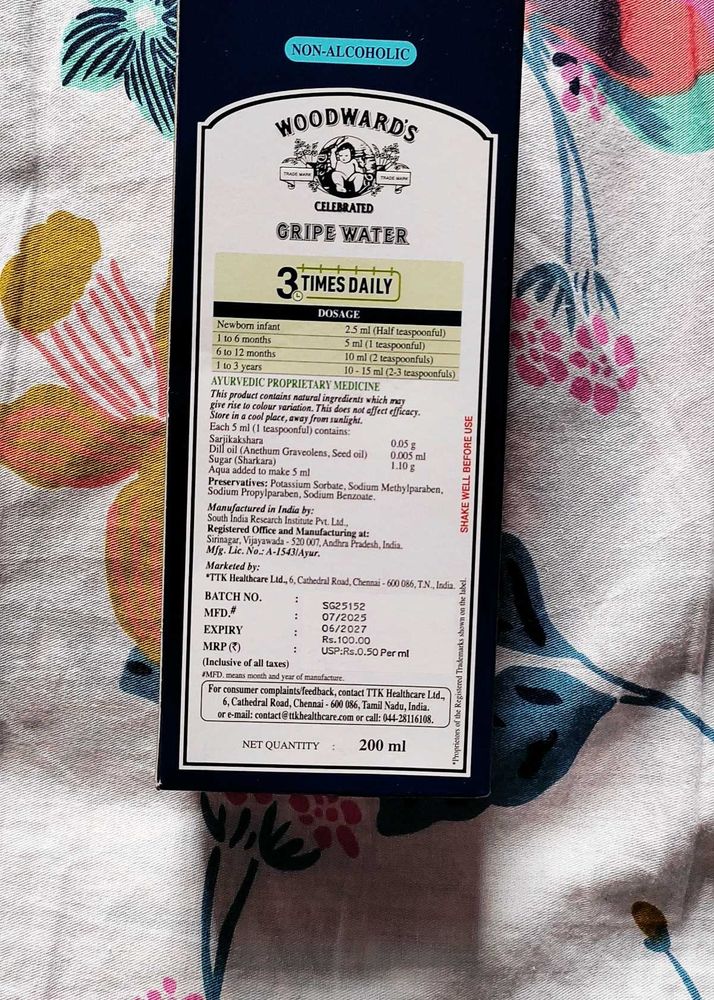 NON-ALCOHOLIC
WOODWARD'S
TRADE MARK
TRADE MARK
CELEBRATED
GRIPE WATER
3 TIMES DAILY
DOSAGE
Newborn infant 2.5 ml (Half teaspoonful)
1 to 6 months 5 ml (1 teaspoonful)
6 to 12 months 10 ml (2 teaspoonfuls)
1 to 3 years 10 - 15 ml (2-3 teaspoonfuls)
AYURVEDIC PROPRIETARY MEDICINE
This product contains natural ingredients which may
give rise to colour variation. This does not affect efficacy.
Store in a cool place, away from sunlight.
Each 5 ml (1 teaspoonful) contains:
Sarjikakshara 0.05 g
Dill oil (Anethum Graveolens, Seed oil) 0.005 ml
Sugar (Sharkara) 1.10 g
Aqua added to make 5 ml
Preservatives: Potassium Sorbate, Sodium Methylparaben,
Sodium Propylparaben, Sodium Benzoate.
SHAKE WELL BEFORE USE
Manufactured in India by:
South India Research Institute Pvt. Ltd.,
Registered Office and Manufacturing at:
Sirinagar, Vijayawada - 520 007, Andhra Pradesh, India.
Mfg. Lic. No.: A-1543/Ayur.
Marketed by:
*TTK Healthcare Ltd., 6, Cathedral Road, Chennai - 600 086, T.N., India.
BATCH NO. : SG25152
MFD.# : 07/2025
EXPIRY : 06/2027
MRP (₹) : Rs.100.00
USP:Rs.0.50 Per ml
(Inclusive of all taxes)
#MFD. means month and year of manufacture.
For consumer complaints/feedback, contact TTK Healthcare Ltd.,
6, Cathedral Road, Chennai - 600 086, Tamil Nadu, India.
or e-mail: contact@ttkhealthcare.com or call: 044-28116108.
NET QUANTITY : 200 ml
*Proprietors of the Registered Trademarks shown on the label.